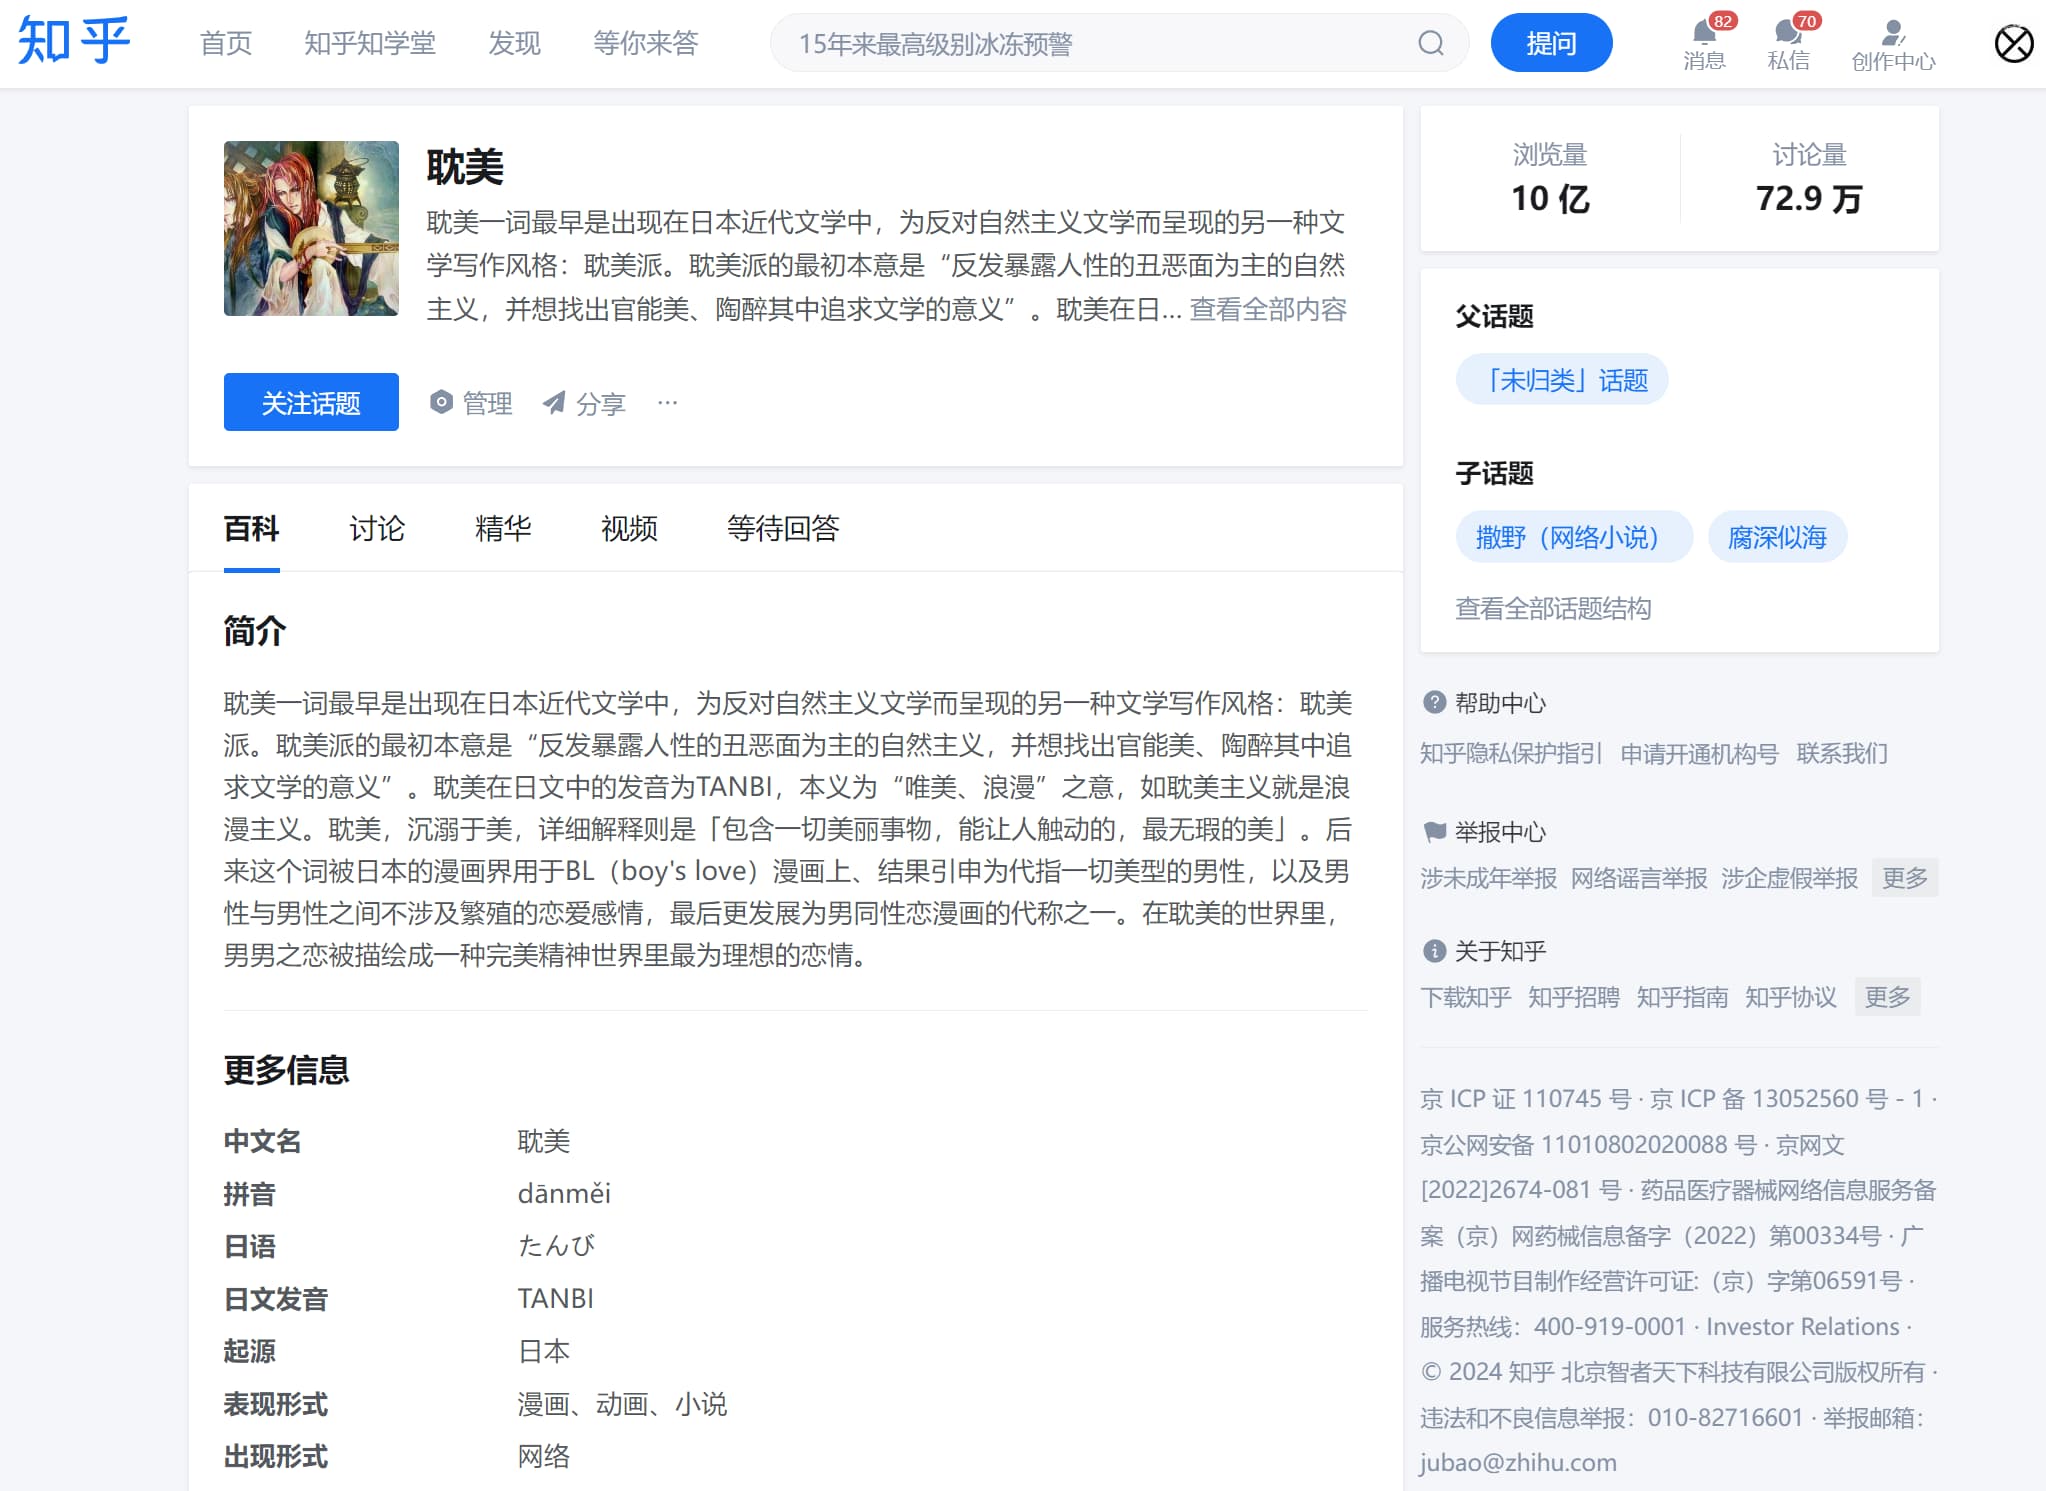 知乎
首页 知乎知学堂 发现 等你来答
15年来最高级别冰冻预警
提问
82
消息
70
私信
创作中心
耽美
耽美一词最早是出现在日本近代文学中，为反对自然主义文学而呈现的另一种文
学写作风格：耽美派。耽美派的最初本意是“反发暴露人性的丑恶面为主的自然
主义，并想找出官能美、陶醉其中追求文学的意义”。耽美在日... 查看全部内容
关注话题 管理 分享 ···
百科 讨论 精华 视频 等待回答
简介
耽美一词最早是出现在日本近代文学中，为反对自然主义文学而呈现的另一种文学写作风格：耽美
派。耽美派的最初本意是“反发暴露人性的丑恶面为主的自然主义，并想找出官能美、陶醉其中追
求文学的意义”。耽美在日文中的发音为TANBI，本义为“唯美、浪漫”之意，如耽美主义就是浪
漫主义。耽美，沉溺于美，详细解释则是「包含一切美丽事物，能让人触动的，最无瑕的美」。后
来这个词被日本的漫画界用于BL（boy's love）漫画上、结果引申为代指一切美型的男性，以及男
性与男性之间不涉及繁殖的恋爱感情，最后更发展为男同性恋漫画的代称之一。在耽美的世界里，
男男之恋被描绘成一种完美精神世界里最为理想的恋情。
更多信息
中文名 耽美
拼音 dānměi
日语 たんび
日文发音 TANBI
起源 日本
表现形式 漫画、动画、小说
出现形式 网络
浏览量 讨论量
10 亿 72.9 万
父话题
「未归类」话题
子话题
撒野（网络小说） 腐深似海
查看全部话题结构
帮助中心
知乎隐私保护指引 申请开通机构号 联系我们
举报中心
涉未成年举报 网络谣言举报 涉企虚假举报 更多
关于知乎
下载知乎 知乎招聘 知乎指南 知乎协议 更多
京 ICP 证 110745 号 · 京 ICP 备 13052560 号 - 1 ·
京公网安备 11010802020088 号 · 京网文
[2022]2674-081 号 · 药品医疗器械网络信息服务备
案（京）网药械信息备字（2022）第00334号 · 广
播电视节目制作经营许可证:（京）字第06591号 ·
服务热线：400-919-0001 · Investor Relations ·
© 2024 知乎 北京智者天下科技有限公司版权所有 ·
违法和不良信息举报：010-82716601 · 举报邮箱：
jubao@zhihu.com